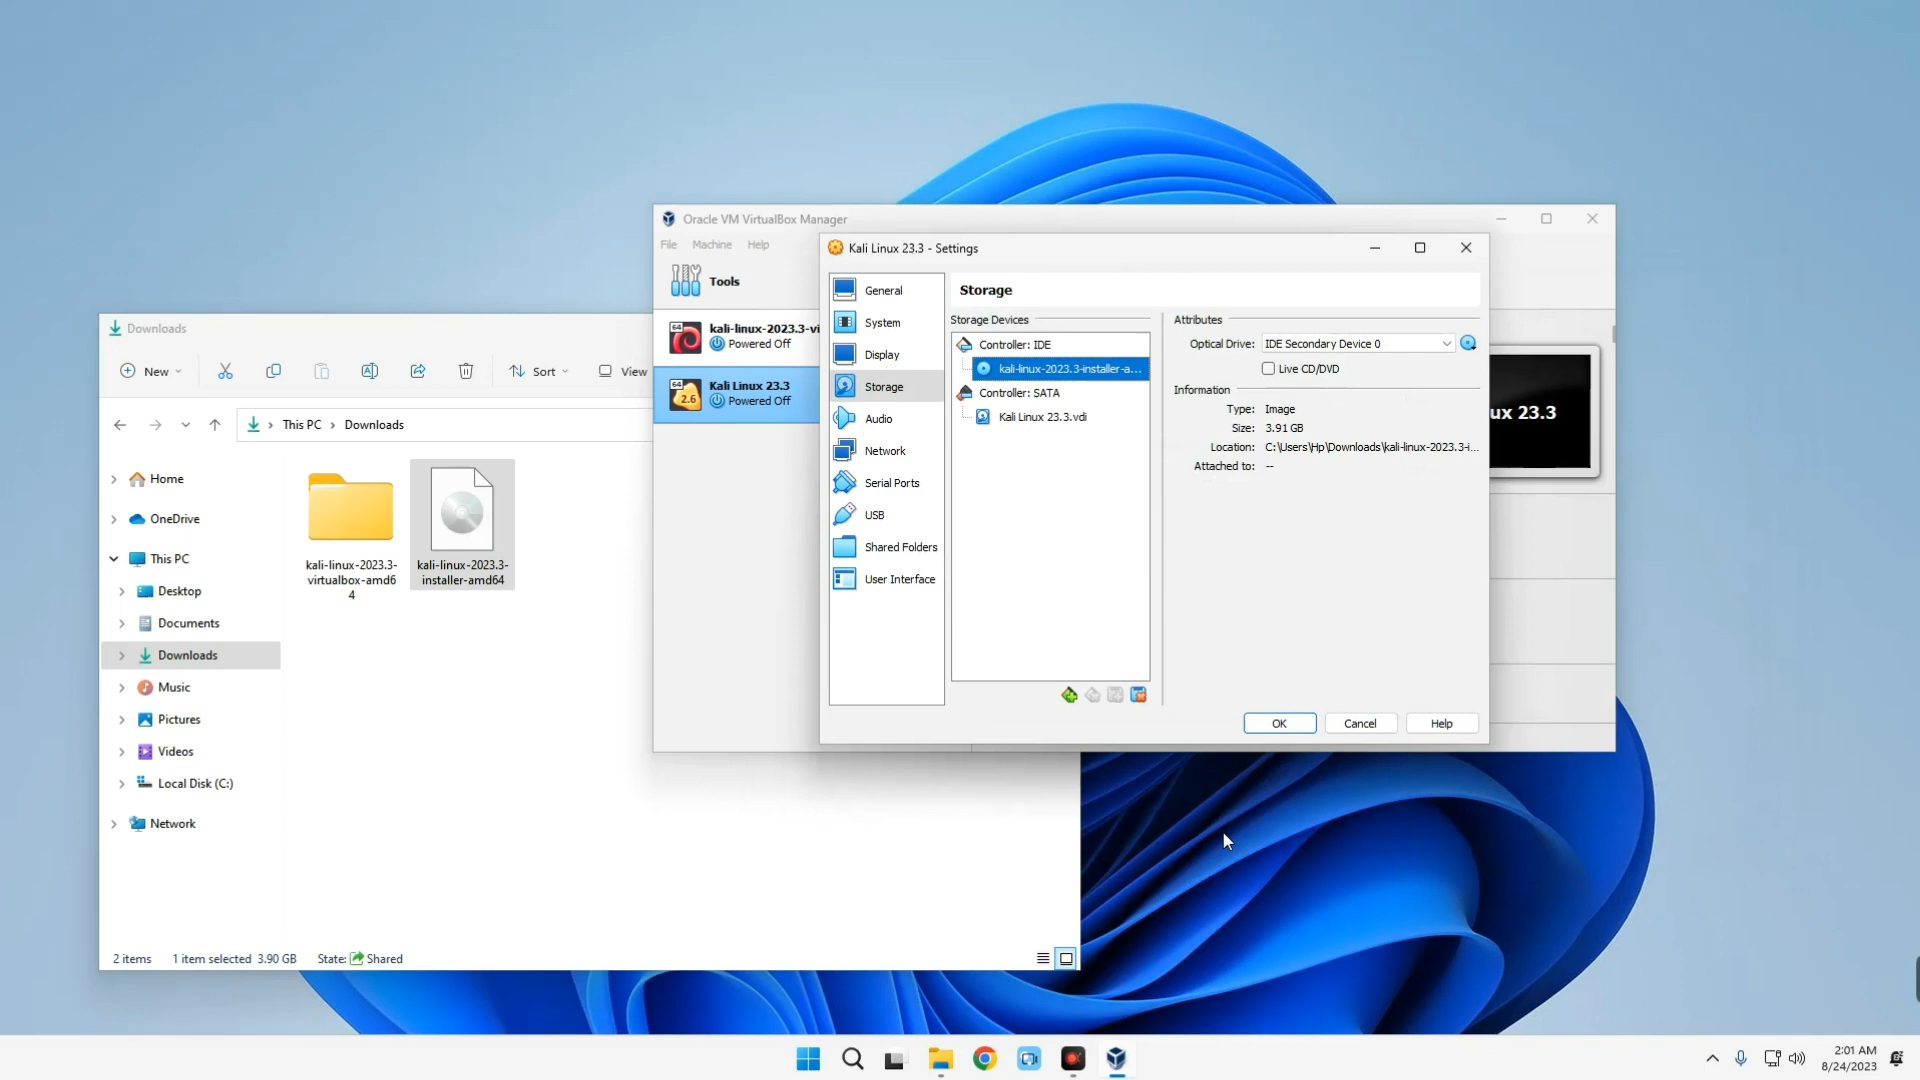 Oracle VM VirtualBox Manager
File Machine Help
Tools
64
kali-linux-2023.3-vi
Powered Off
64
2.6
Kali Linux 23.3
Powered Off
Kali Linux 23.3 - Settings
General
System
Display
Storage
Audio
Network
Serial Ports
USB
Shared Folders
User Interface
Storage
Storage Devices
Controller: IDE
kali-linux-2023.3-installer-a...
Controller: SATA
Kali Linux 23.3.vdi
Attributes
Optical Drive: IDE Secondary Device 0
Live CD/DVD
Information
Type: Image
Size: 3.91 GB
Location: C:\Users\Hp\Downloads\kali-linux-2023.3-i...
Attached to: --
OK Cancel Help
ux 23.3
Downloads
New Sort View
This PC > Downloads
Home
OneDrive
This PC
Desktop
Documents
Downloads
Music
Pictures
Videos
Local Disk (C:)
Network
kali-linux-2023.3-
virtualbox-amd6
4
kali-linux-2023.3-
installer-amd64
2 items 1 item selected 3.90 GB State: Shared
2:01 AM
8/24/2023